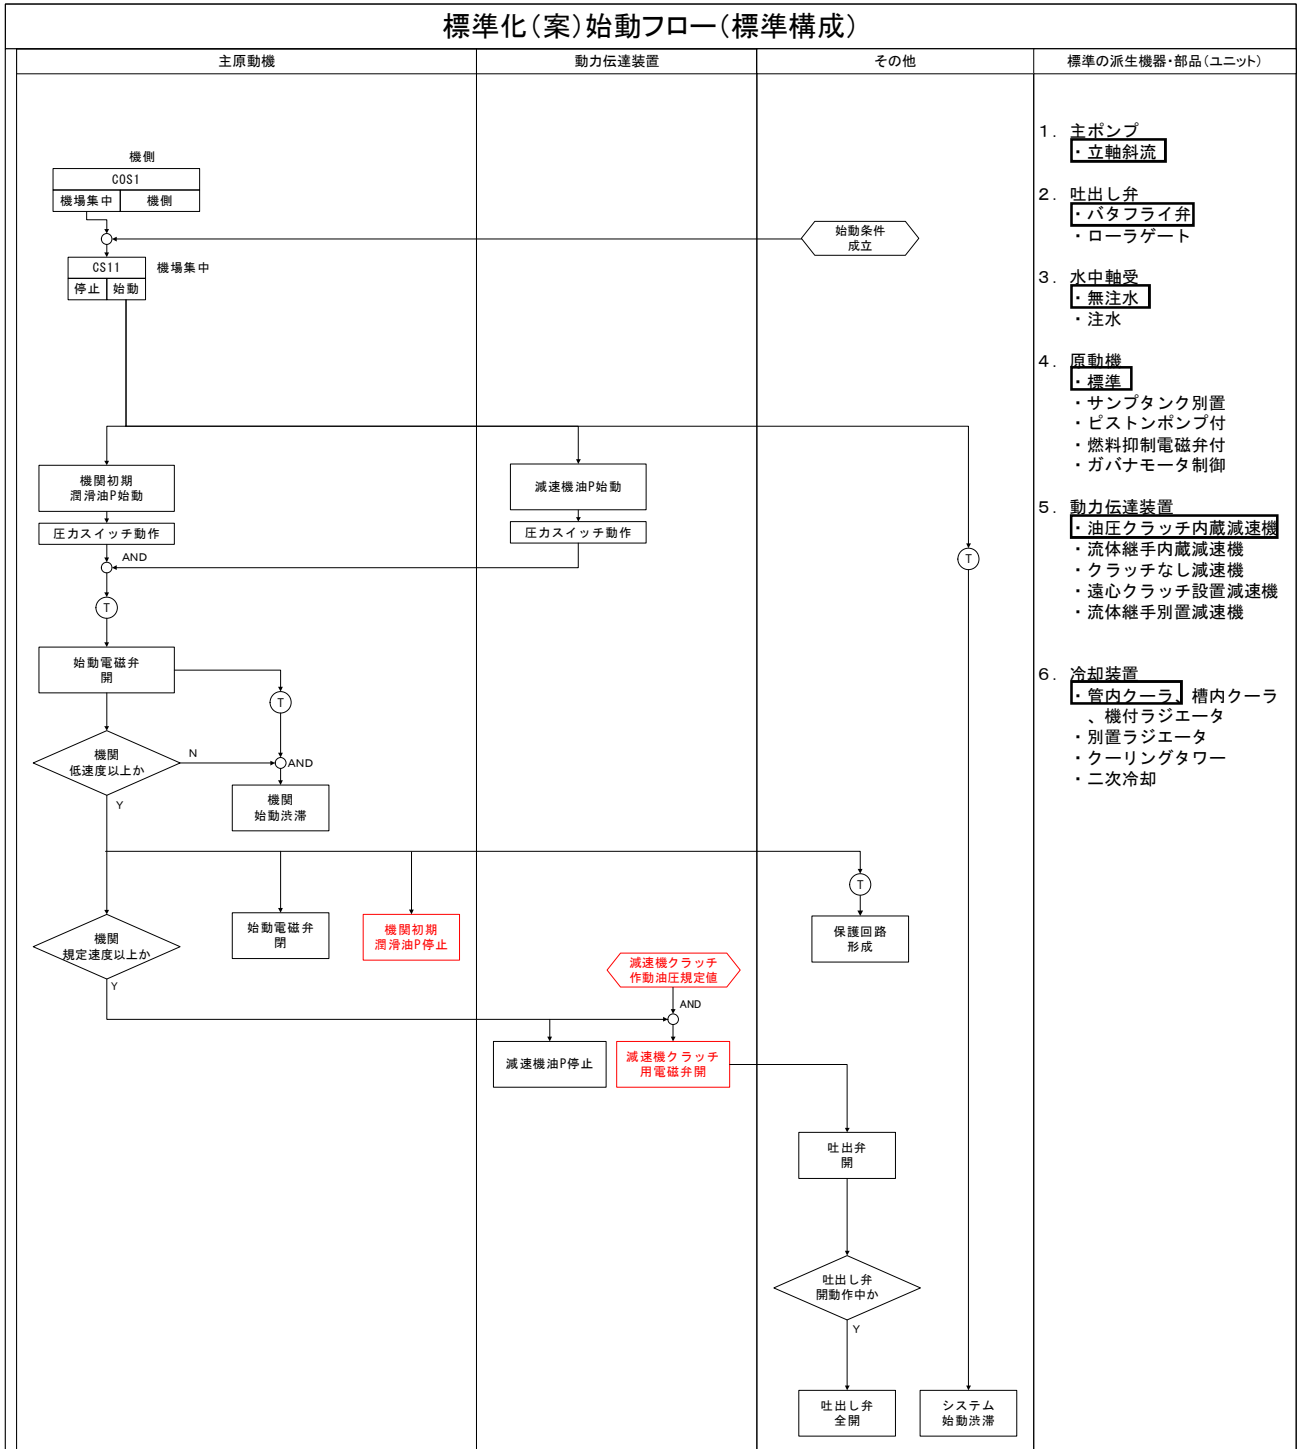 標準化(案)始動フロー(標準構成)
主原動機
動力伝達装置
その他
標準の派生機器・部品(ユニット)
機側
COS1
機場集中
機側
始動条件
成立
CS11
機場集中
停止
始動
機関初期
潤滑油P始動
減速機油P始動
圧力スイッチ動作
圧力スイッチ動作
AND
T
T
始動電磁弁
開
T
機関
低速度以上か
N
AND
Y
機関
始動渋滞
T
機関
規定速度以上か
Y
始動電磁弁
閉
機関初期
潤滑油P停止
保護回路
形成
減速機クラッチ
作動油圧規定値
AND
減速機油P停止
減速機クラッチ
用電磁弁開
吐出弁
開
吐出し弁
開動作中か
Y
吐出し弁
全開
システム
始動渋滞
1. 主ポンプ
・立軸斜流
2. 吐出し弁
・バタフライ弁
・ローラゲート
3. 水中軸受
・無注水
・注水
4. 原動機
・標準
・サンプタンク別置
・ピストンポンプ付
・燃料抑制電磁弁付
・ガバナモータ制御
5. 動力伝達装置
・油圧クラッチ内蔵減速機
・流体継手内蔵減速機
・クラッチなし減速機
・遠心クラッチ設置減速機
・流体継手別置減速機
6. 冷却装置
・管内クーラ、槽内クーラ
、機付ラジエータ
・別置ラジエータ
・クーリングタワー
・二次冷却